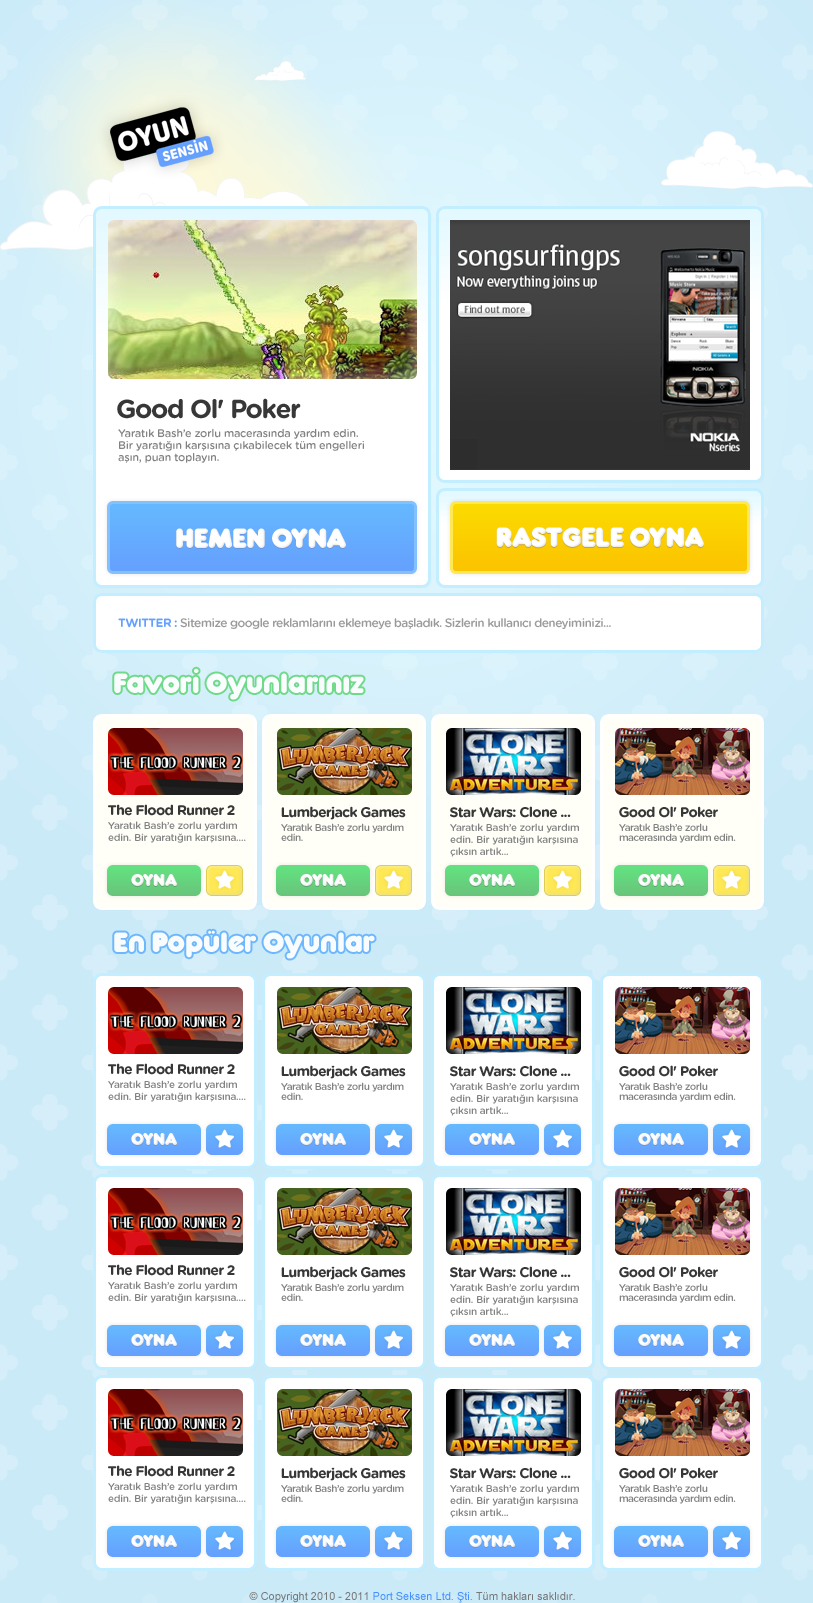 OYUN
SENSİN
songsurfingps
Now everything joins up
Find out more
NOKIA
NOKIA
Nseries
Good Ol' Poker
Yaratık Bash'e zorlu macerasında yardım edin.
Bir yaratığın karşısına çıkabilecek tüm engelleri
aşın, puan toplayın.
HEMEN OYNA
RASTGELE OYNA
TWITTER : Sitemize google reklamlarını eklemeye başladık. Sizlerin kullanıcı deneyiminizi...
Favori Oyunlarınız
THE FLOOD RUNNER 2
The Flood Runner 2
Yaratık Bash'e zorlu yardım
edin. Bir yaratığın karşısına....
OYNA
LUMBERJACK
GAMES
Lumberjack Games
Yaratık Bash'e zorlu yardım
edin.
OYNA
CLONE
WARS
ADVENTURES
Star Wars: Clone ...
Yaratık Bash'e zorlu yardım
edin. Bir yaratığın karşısına
çıksın artık...
OYNA
Good Ol' Poker
Yaratık Bash'e zorlu
macerasında yardım edin.
OYNA
En Popüler Oyunlar
THE FLOOD RUNNER 2
The Flood Runner 2
Yaratık Bash'e zorlu yardım
edin. Bir yaratığın karşısına....
OYNA
LUMBERJACK
GAMES
Lumberjack Games
Yaratık Bash'e zorlu yardım
edin.
OYNA
CLONE
WARS
ADVENTURES
Star Wars: Clone ...
Yaratık Bash'e zorlu yardım
edin. Bir yaratığın karşısına
çıksın artık...
OYNA
Good Ol' Poker
Yaratık Bash'e zorlu
macerasında yardım edin.
OYNA
THE FLOOD RUNNER 2
The Flood Runner 2
Yaratık Bash'e zorlu yardım
edin. Bir yaratığın karşısına....
OYNA
LUMBERJACK
GAMES
Lumberjack Games
Yaratık Bash'e zorlu yardım
edin.
OYNA
CLONE
WARS
ADVENTURES
Star Wars: Clone ...
Yaratık Bash'e zorlu yardım
edin. Bir yaratığın karşısına
çıksın artık...
OYNA
Good Ol' Poker
Yaratık Bash'e zorlu
macerasında yardım edin.
OYNA
THE FLOOD RUNNER 2
The Flood Runner 2
Yaratık Bash'e zorlu yardım
edin. Bir yaratığın karşısına....
OYNA
LUMBERJACK
GAMES
Lumberjack Games
Yaratık Bash'e zorlu yardım
edin.
OYNA
CLONE
WARS
ADVENTURES
Star Wars: Clone ...
Yaratık Bash'e zorlu yardım
edin. Bir yaratığın karşısına
çıksın artık...
OYNA
Good Ol' Poker
Yaratık Bash'e zorlu
macerasında yardım edin.
OYNA
© Copyright 2010 - 2011 Port Seksen Ltd. Şti. Tüm hakları saklıdır.